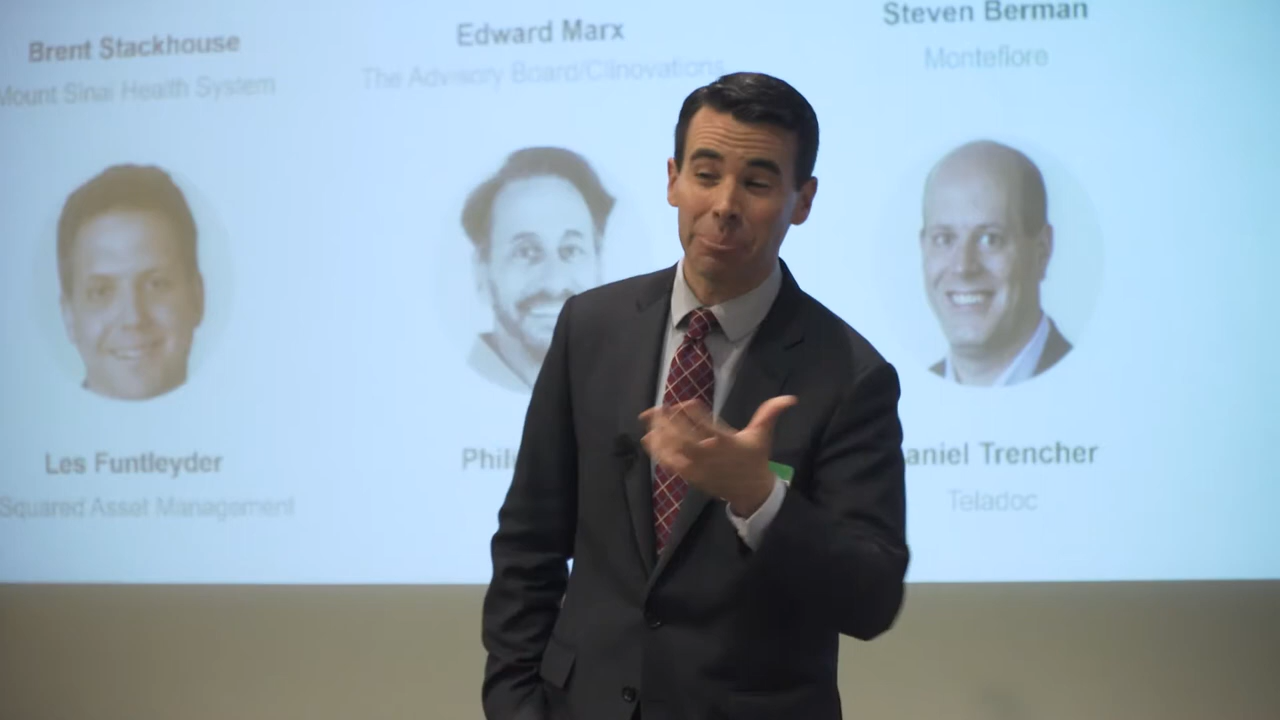 Brent Stackhouse
Edward Marx
Steven Berman
Mount Sinai Health System
The Advisory Board/Clinovations
Montefiore
Les Funtleyder
Daniel Trencher
Squared Asset Management
Teladoc